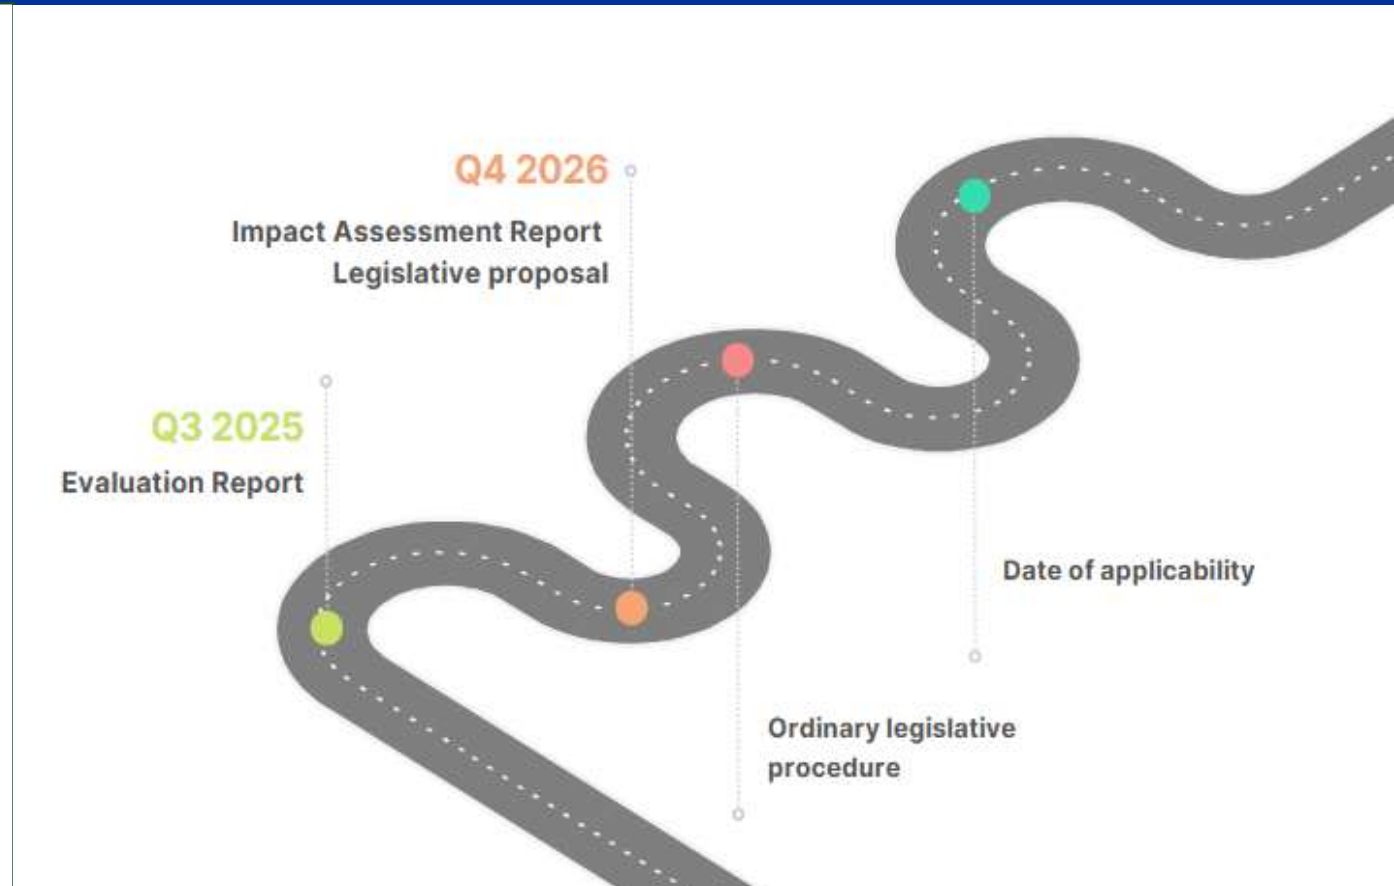 Q4 2026
Impact Assessment Report
Legislative proposal
Q3 2025
Evaluation Report
Date of applicability
Ordinary legislative
procedure